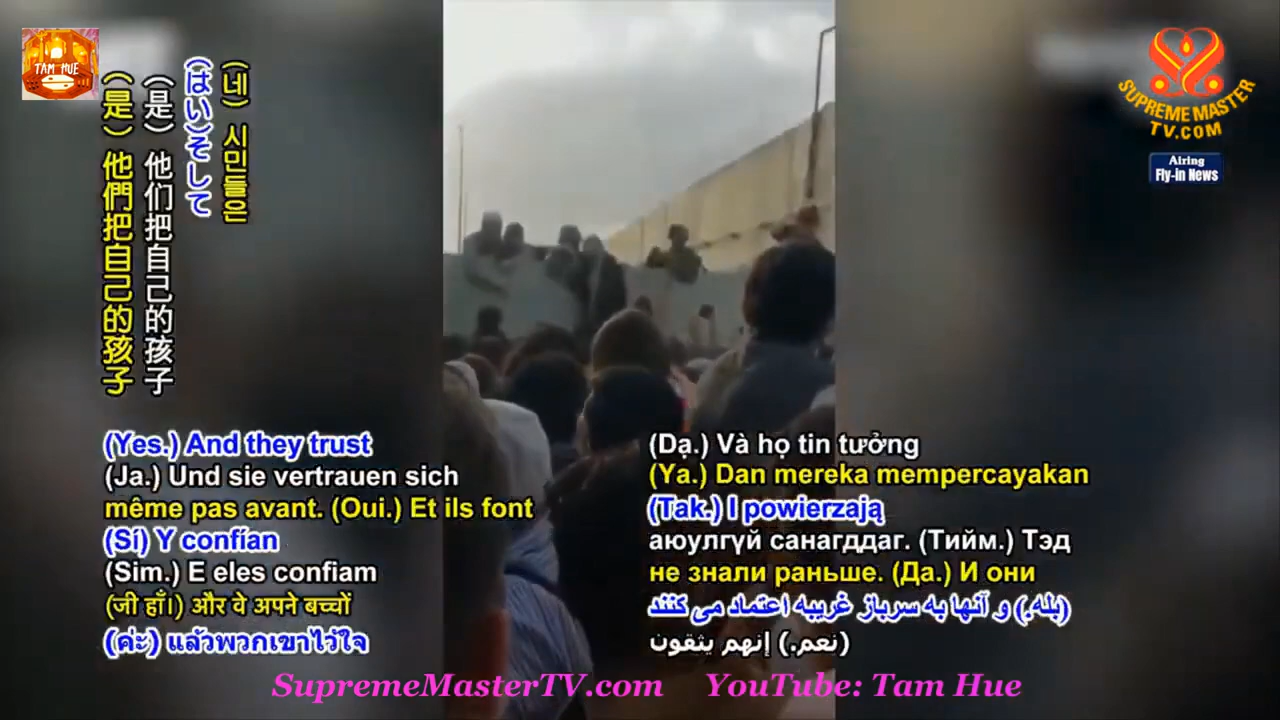 TAM HUE
SUPREME MASTER
TV.COM
Airing
Fly-in News
(네) 시민들은
(はい)そして
(是) 他们把自己的孩子
(是) 他們把自己的孩子
(Yes.) And they trust
(Ja.) Und sie vertrauen sich
même pas avant. (Oui.) Et ils font
(Sí) Y confían
(Sim.) E eles confiam
(जी हाँ।) और वे अपने बच्चों
(ค่ะ) แล้วพวกเขาไว้ใจ
(Dạ.) Và họ tin tưởng
(Ya.) Dan mereka mempercayakan
(Tak.) I powierzają
аюулгүй санагддаг. (Тийм.) Тэд
не знали раньше. (Да.) И они
(بله.) و آنها به سرباز غریبه اعتماد می کنند
(نعم.) إنهم يثقون
SupremeMasterTV.com YouTube: Tam Hue